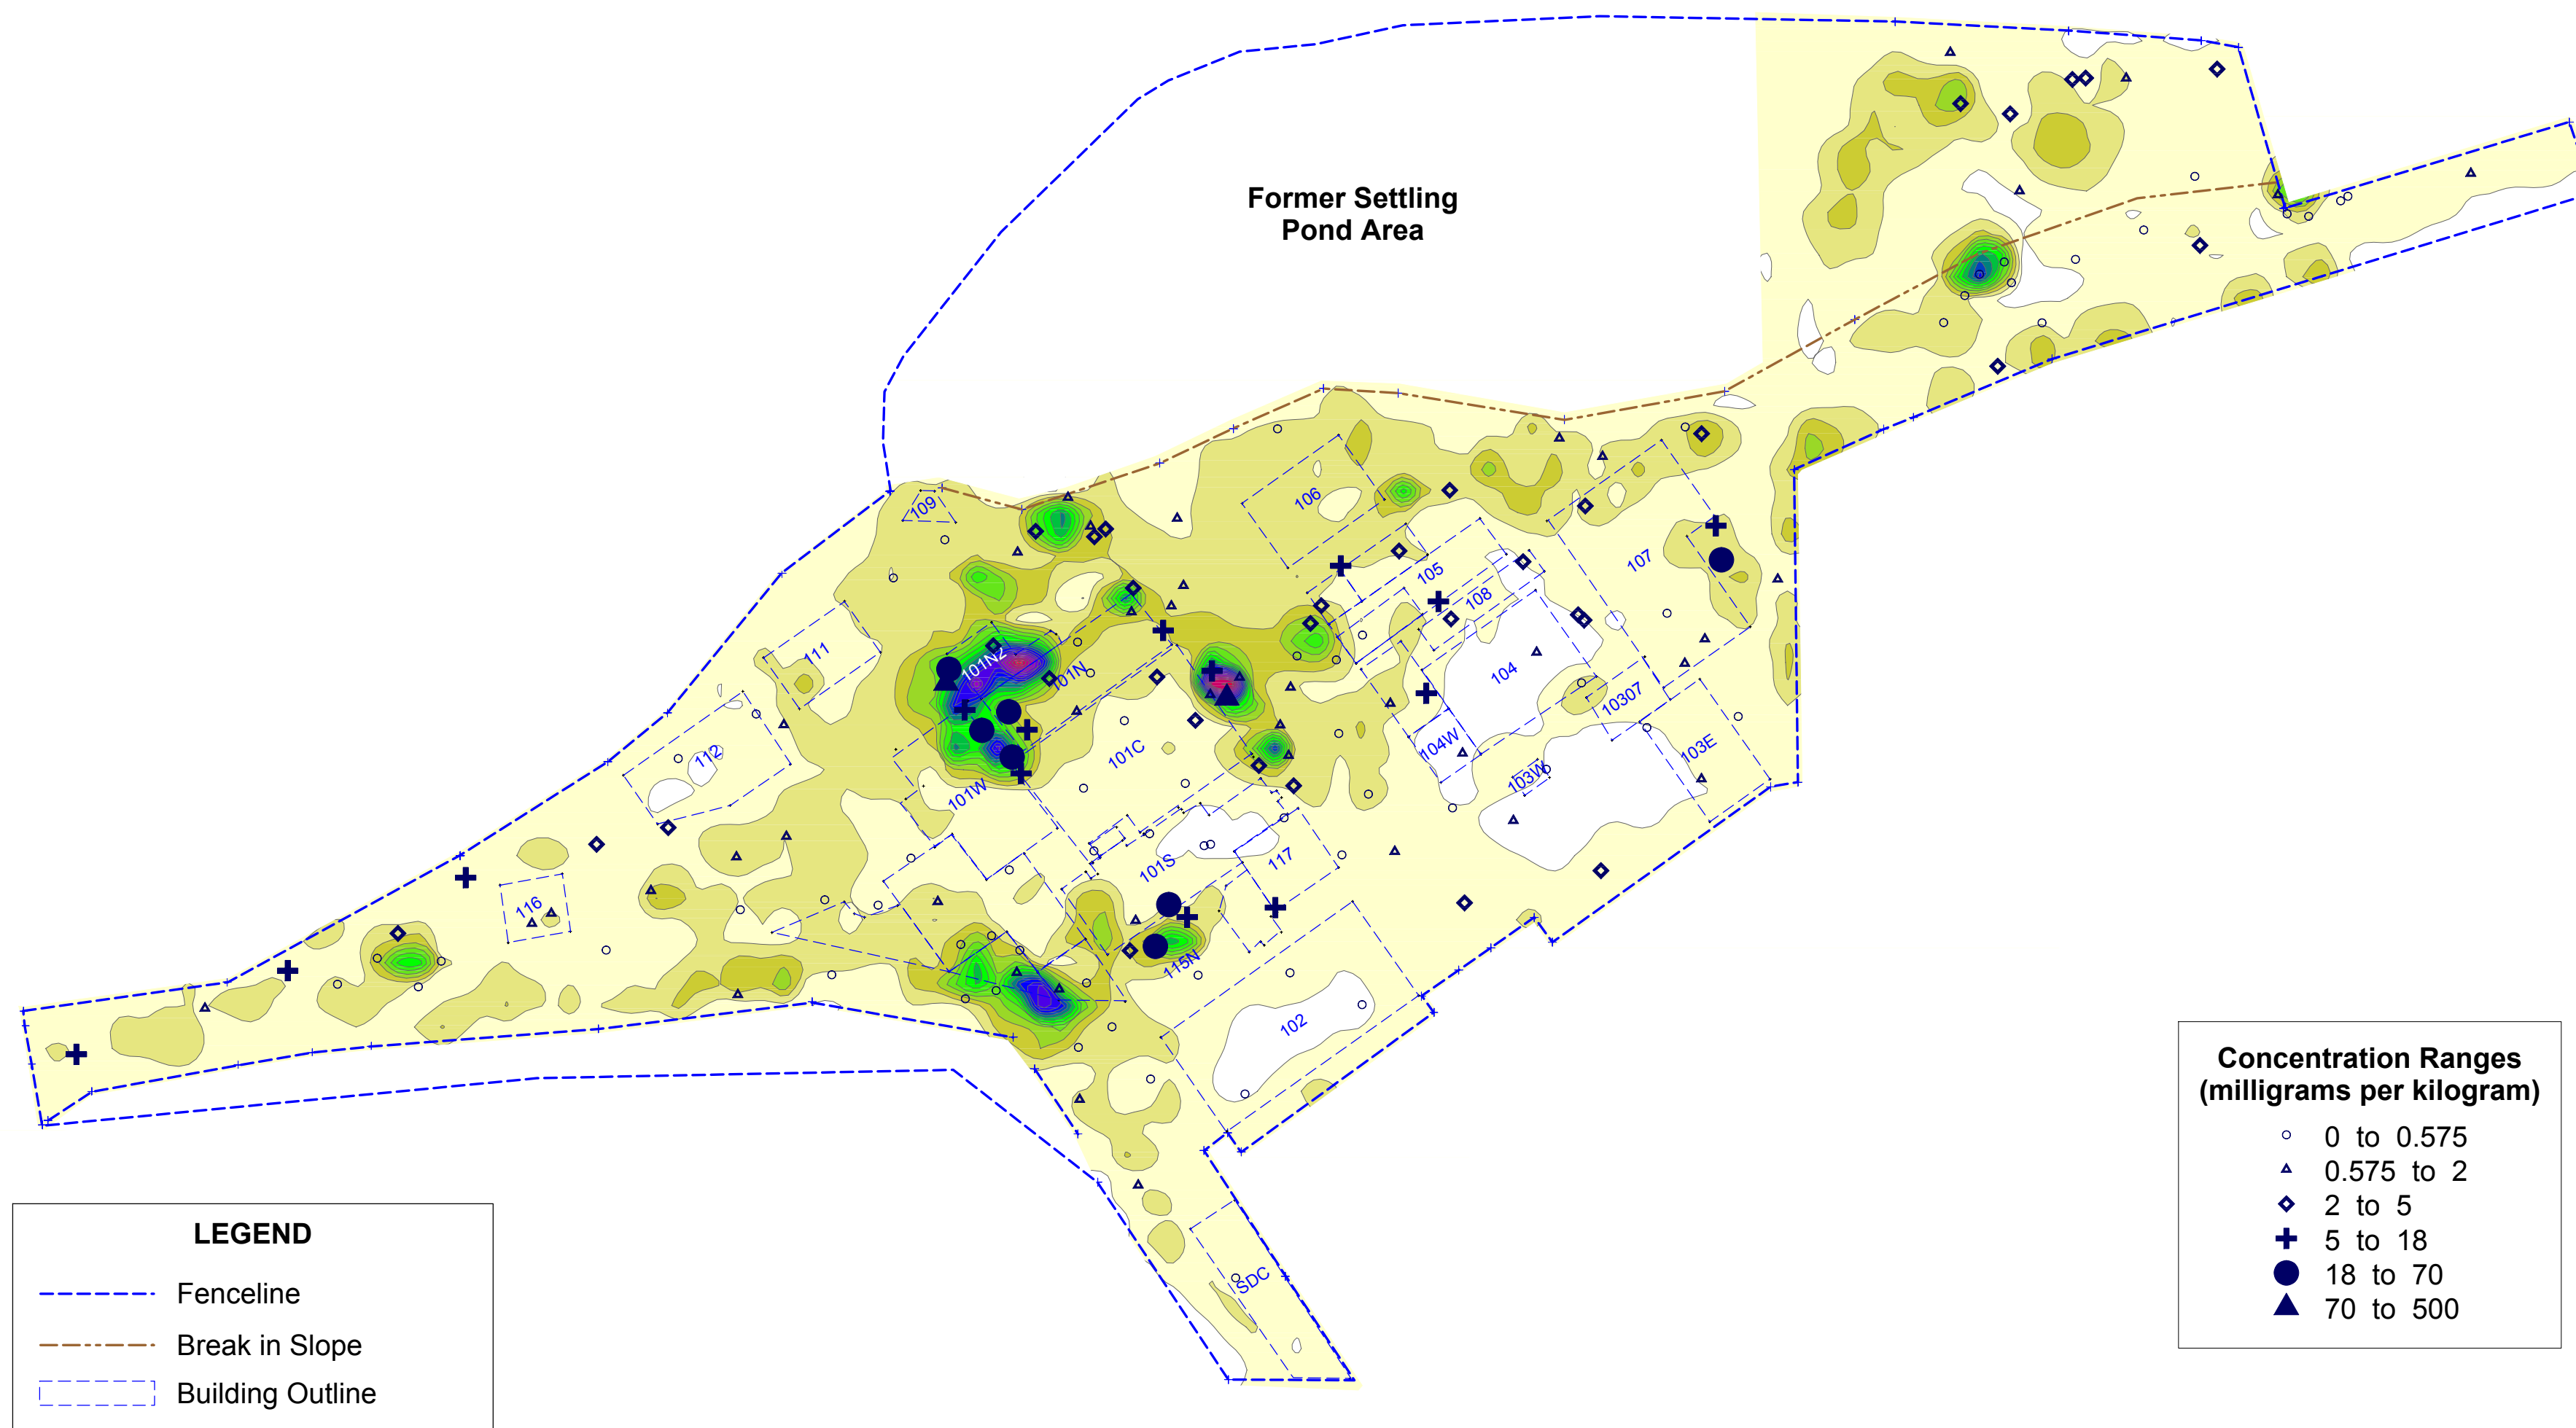 Former Settling
Pond Area
109
106
107
105
108
111
101N2
101N
104
10307
112
101C
104W
103W
103E
101W
101S
117
116
115N
102
SDC
LEGEND
Fenceline
Break in Slope
Building Outline
Concentration Ranges
(milligrams per kilogram)
0 to 0.575
0.575 to 2
2 to 5
5 to 18
18 to 70
70 to 500